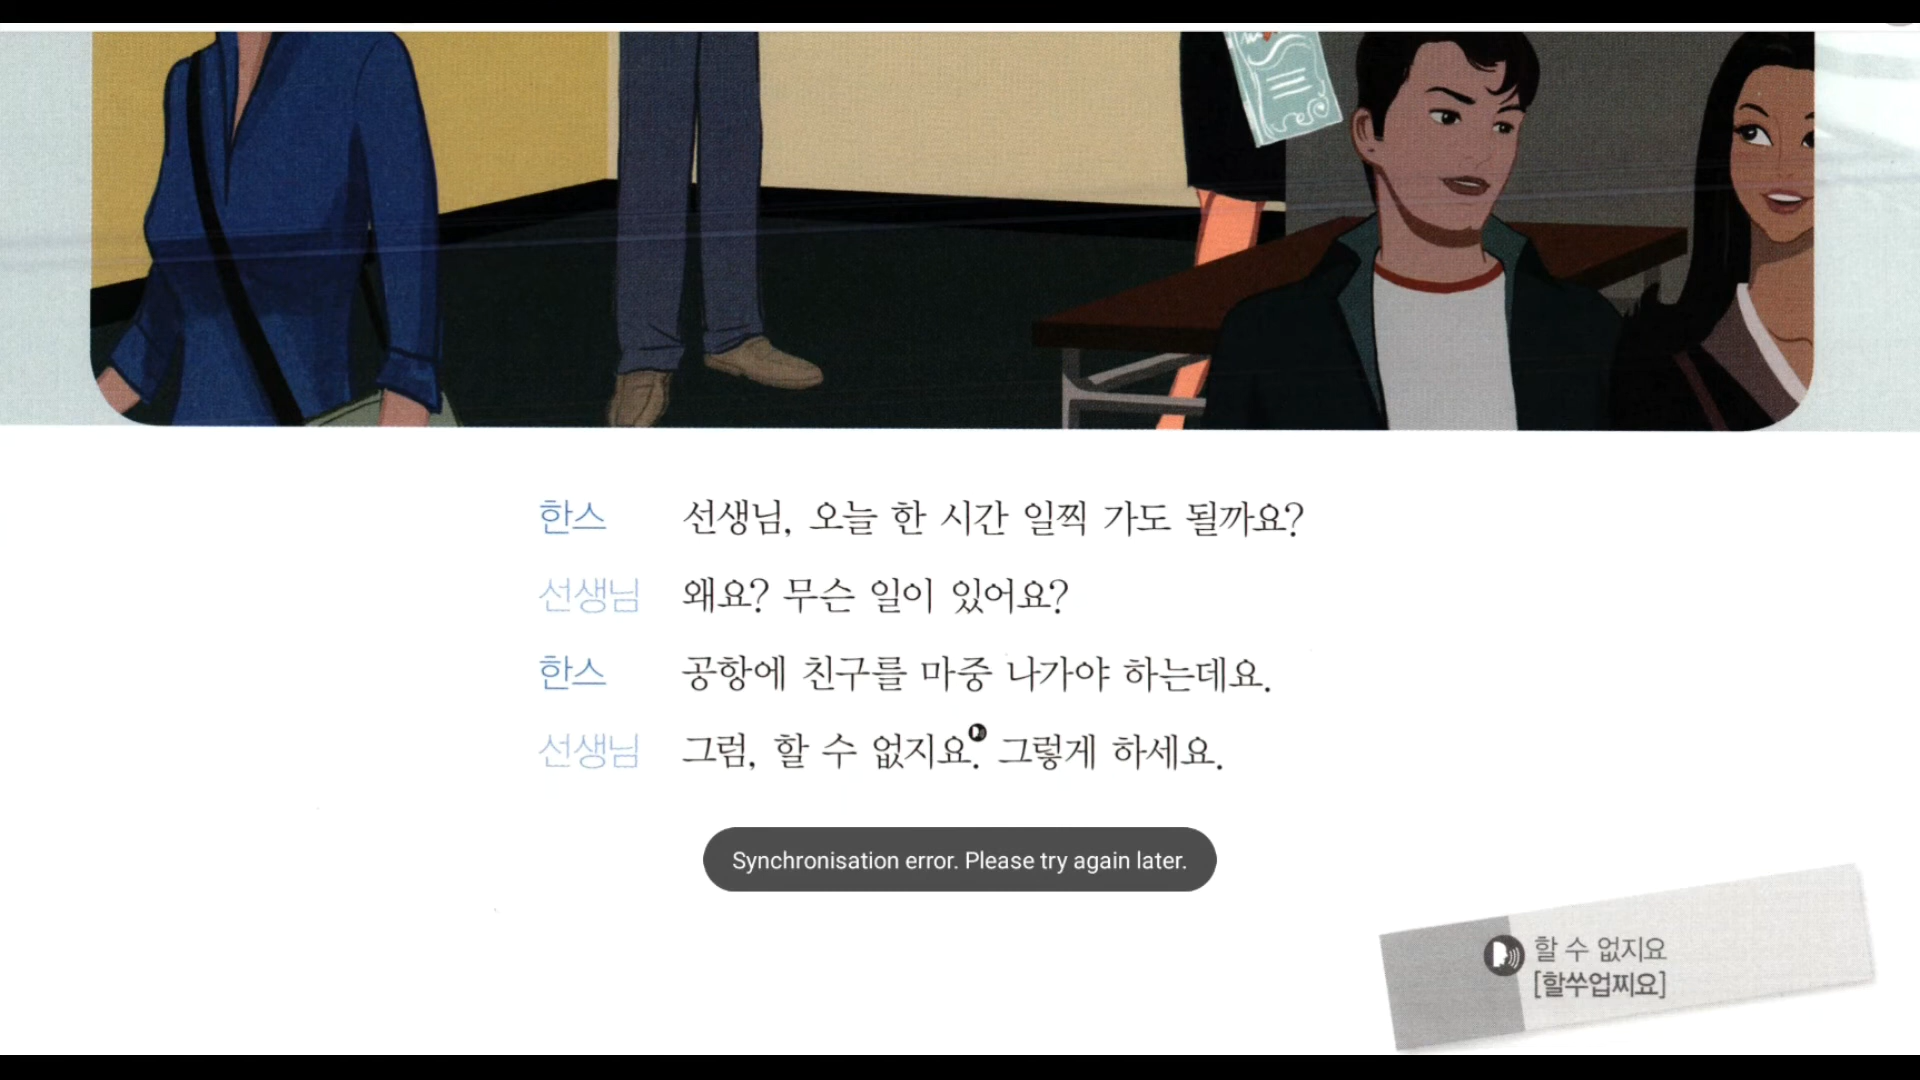 한스 선생님, 오늘 한 시간 일찍 가도 될까요?
선생님 왜요? 무슨 일이 있어요?
한스 공항에 친구를 마중 나가야 하는데요.
선생님 그럼, 할 수 없지요. 그렇게 하세요.
Synchronisation error. Please try again later.
할 수 없지요
[할쑤업찌요]